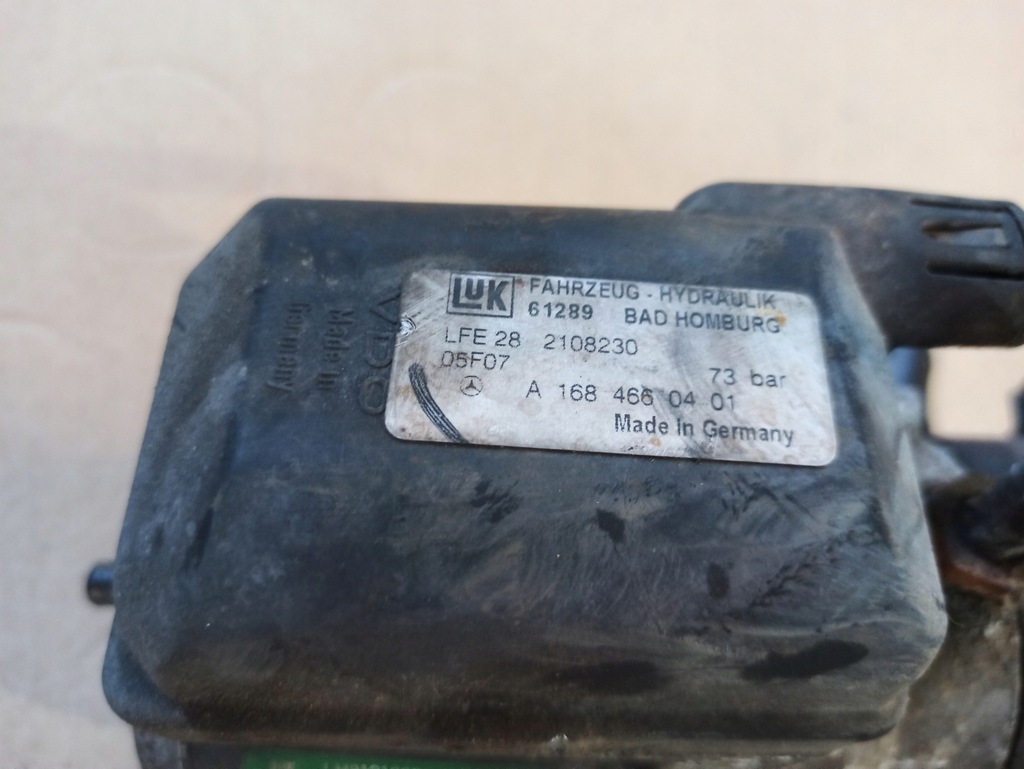 LUK FAHRZEUG - HYDRAULIK
61289 BAD HOMBURG
LFE 28 2108230
05F07
73 bar
A 168 466 04 01
Made In Germany
Made in
Germany